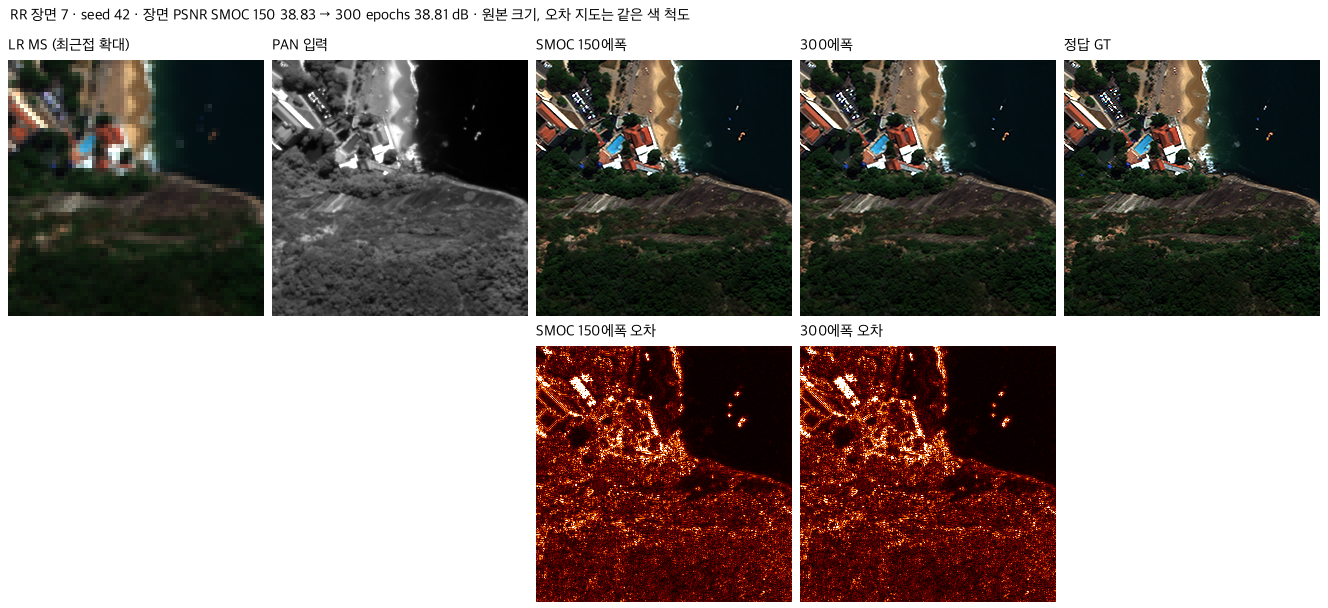 RR 장면 7 · seed 42 · 장면 PSNR SMOC 150 38.83 → 300 epochs 38.81 dB · 원본 크기, 오차 지도는 같은 색 척도
LR MS (최근접 확대)
PAN 입력
SMOC 150에폭
300에폭
정답 GT
SMOC 150에폭 오차
300에폭 오차